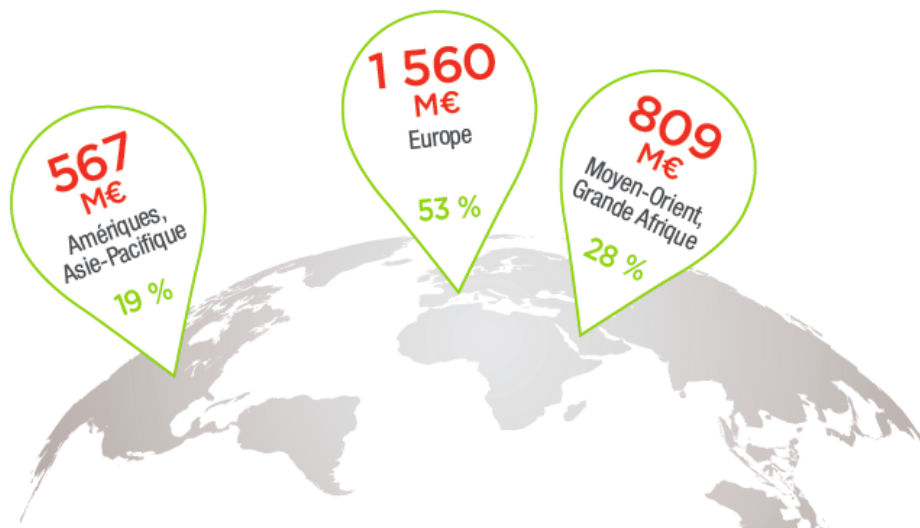 567
M€
Amériques,
Asie-Pacifique
19 %
1 560
M€
Europe
53 %
809
M€
Moyen-Orient,
Grande Afrique
28 %